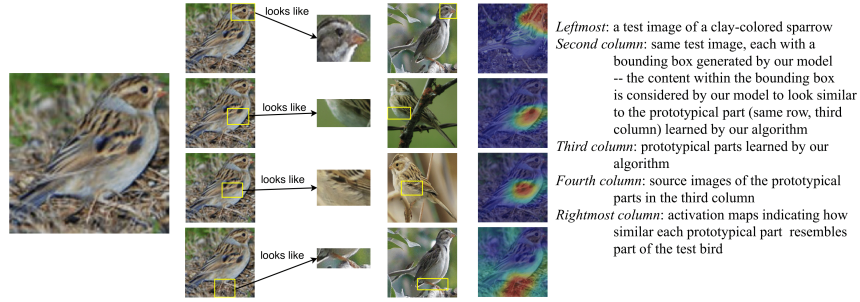 looks like
looks like
looks like
looks like
Leftmost: a test image of a clay-colored sparrow
Second column: same test image, each with a
bounding box generated by our model
-- the content within the bounding box
is considered by our model to look similar
to the prototypical part (same row, third
column) learned by our algorithm
Third column: prototypical parts learned by our
algorithm
Fourth column: source images of the prototypical
parts in the third column
Rightmost column: activation maps indicating how
similar each prototypical part resembles
part of the test bird